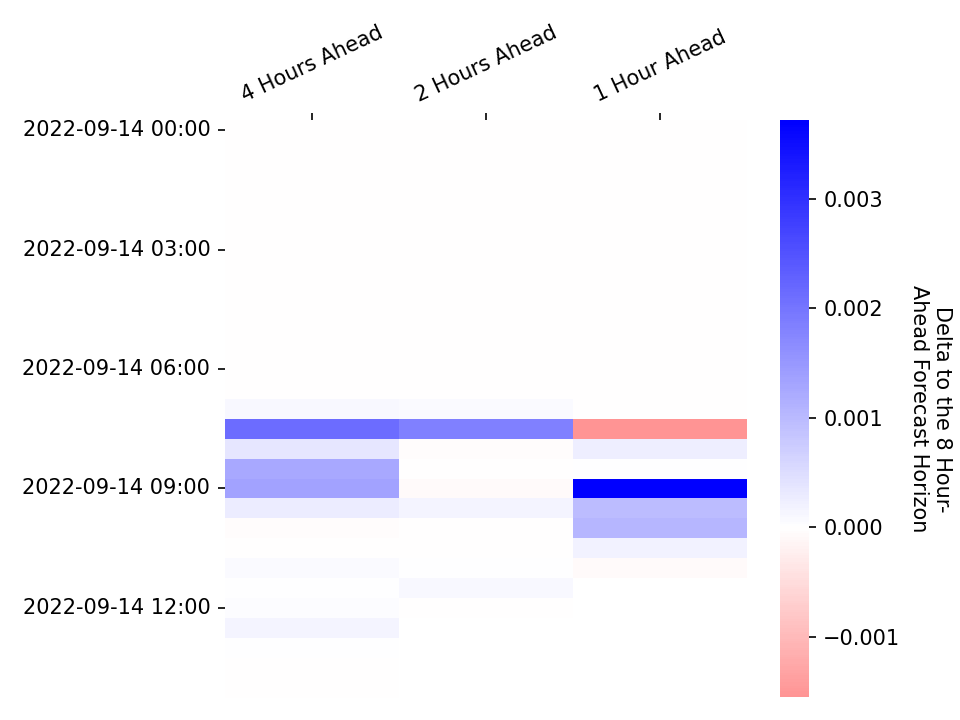 4 Hours Ahead
2 Hours Ahead
1 Hour Ahead
2022-09-14 00:00
2022-09-14 03:00
2022-09-14 06:00
2022-09-14 09:00
2022-09-14 12:00
0.003
0.002
0.001
0.000
−0.001
Delta to the 8 Hour-
Ahead Forecast Horizon